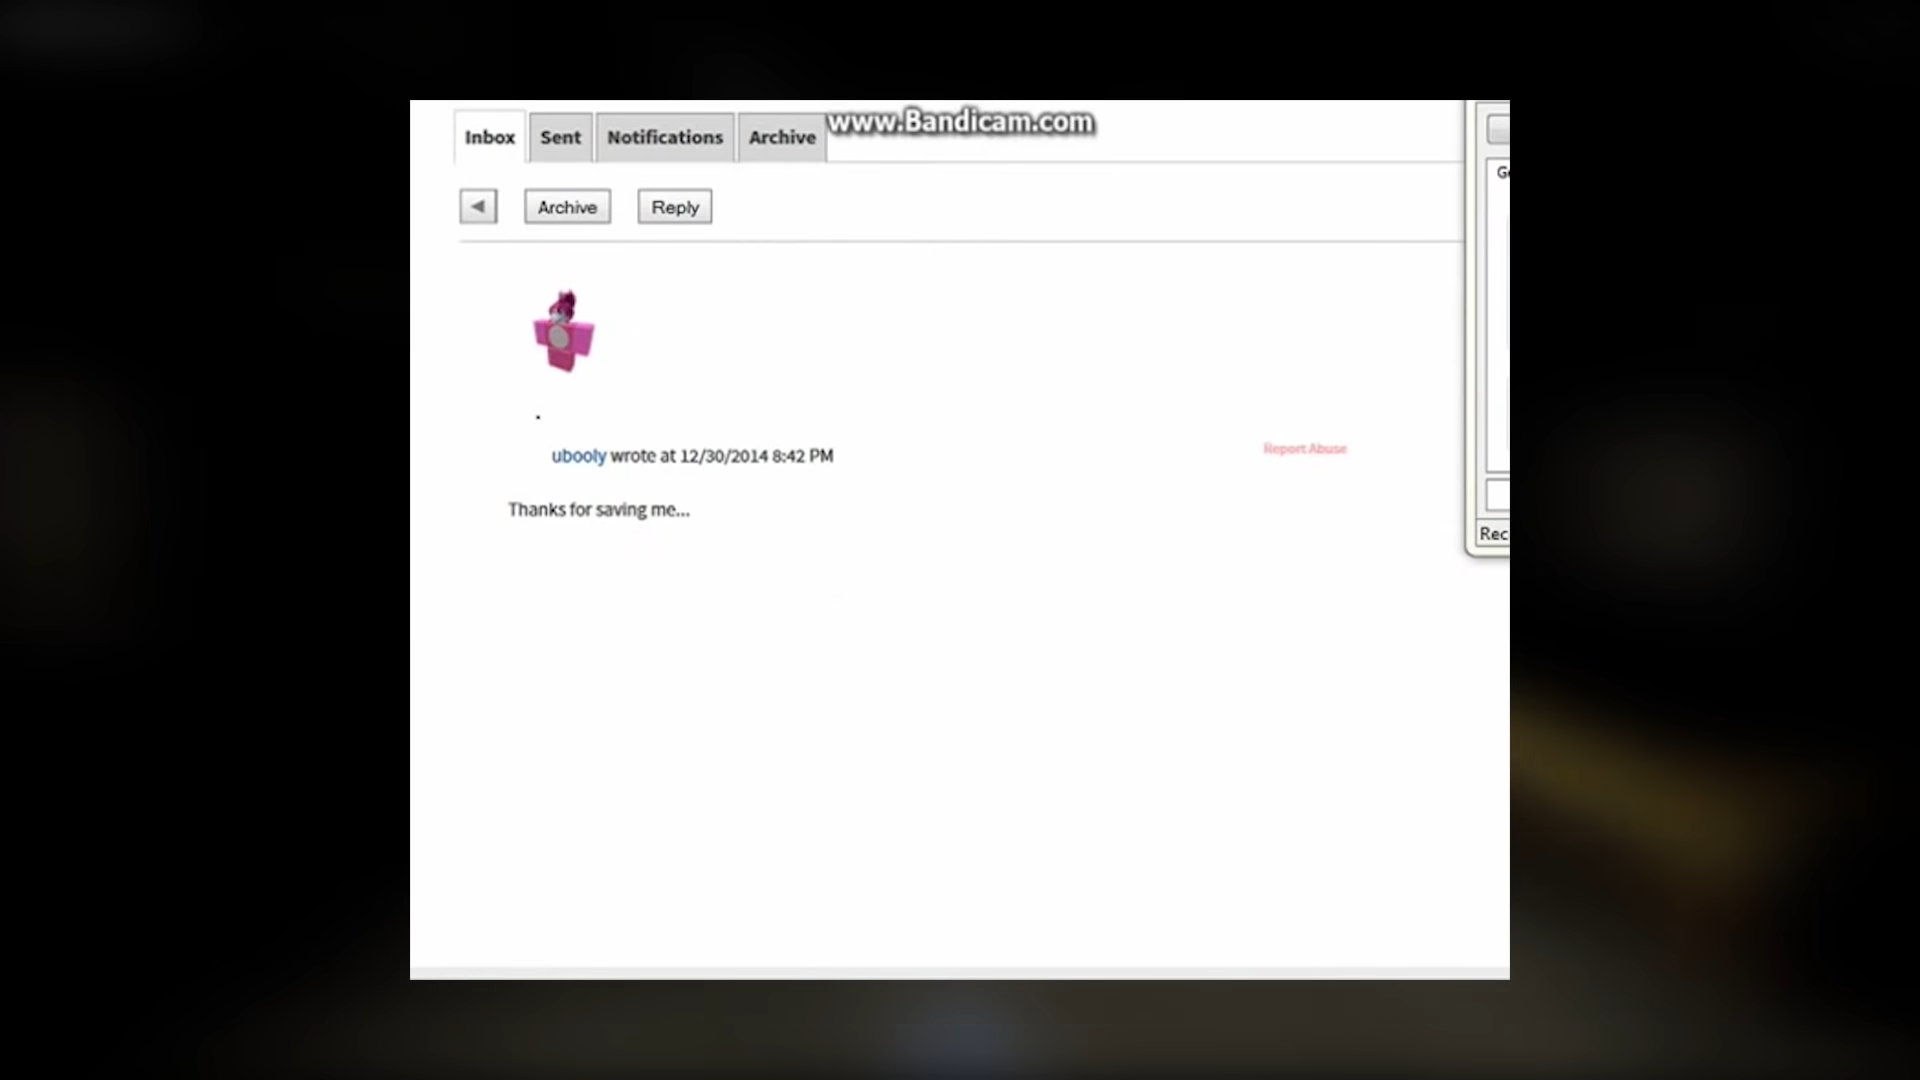 www.Bandicam.com
Inbox Sent Notifications Archive
Archive Reply
.
ubooly wrote at 12/30/2014 8:42 PM
Report Abuse
Thanks for saving me...
Rec